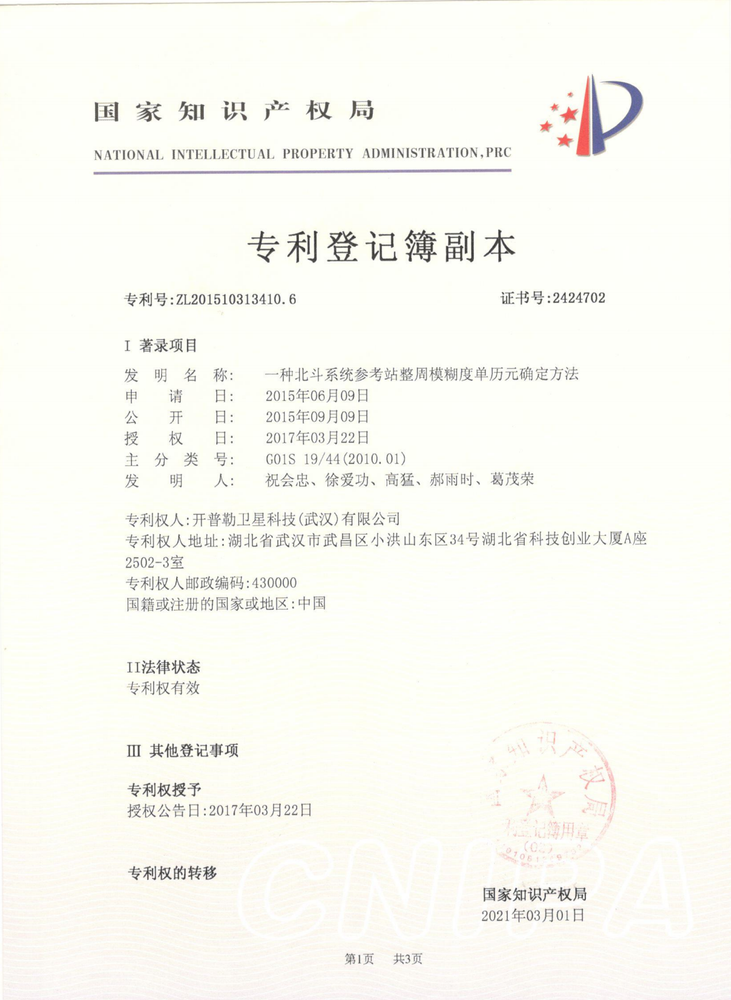 国家知识产权局
NATIONAL INTELLECTUAL PROPERTY ADMINISTRATION,PRC
专利登记簿副本
专利号:ZL201510313410.6 证书号:2424702
I 著录项目
发明名称: 一种北斗系统参考站整周模糊度单历元确定方法
申请日: 2015年06月09日
公开日: 2015年09月09日
授权日: 2017年03月22日
主分类号: G01S 19/44(2010.01)
发明人: 祝会忠、徐爱功、高猛、郝雨时、葛茂荣
专利权人:开普勒卫星科技(武汉)有限公司
专利权人地址:湖北省武汉市武昌区小洪山东区34号湖北省科技创业大厦A座
2502-3室
专利权人邮政编码:430000
国籍或注册的国家或地区:中国
II法律状态
专利权有效
III 其他登记事项
专利权授予
授权公告日:2017年03月22日
专利权的转移
知识产权局
利登记簿用章
国家知识产权局
2021年03月01日
CNIPA
第1页 共3页